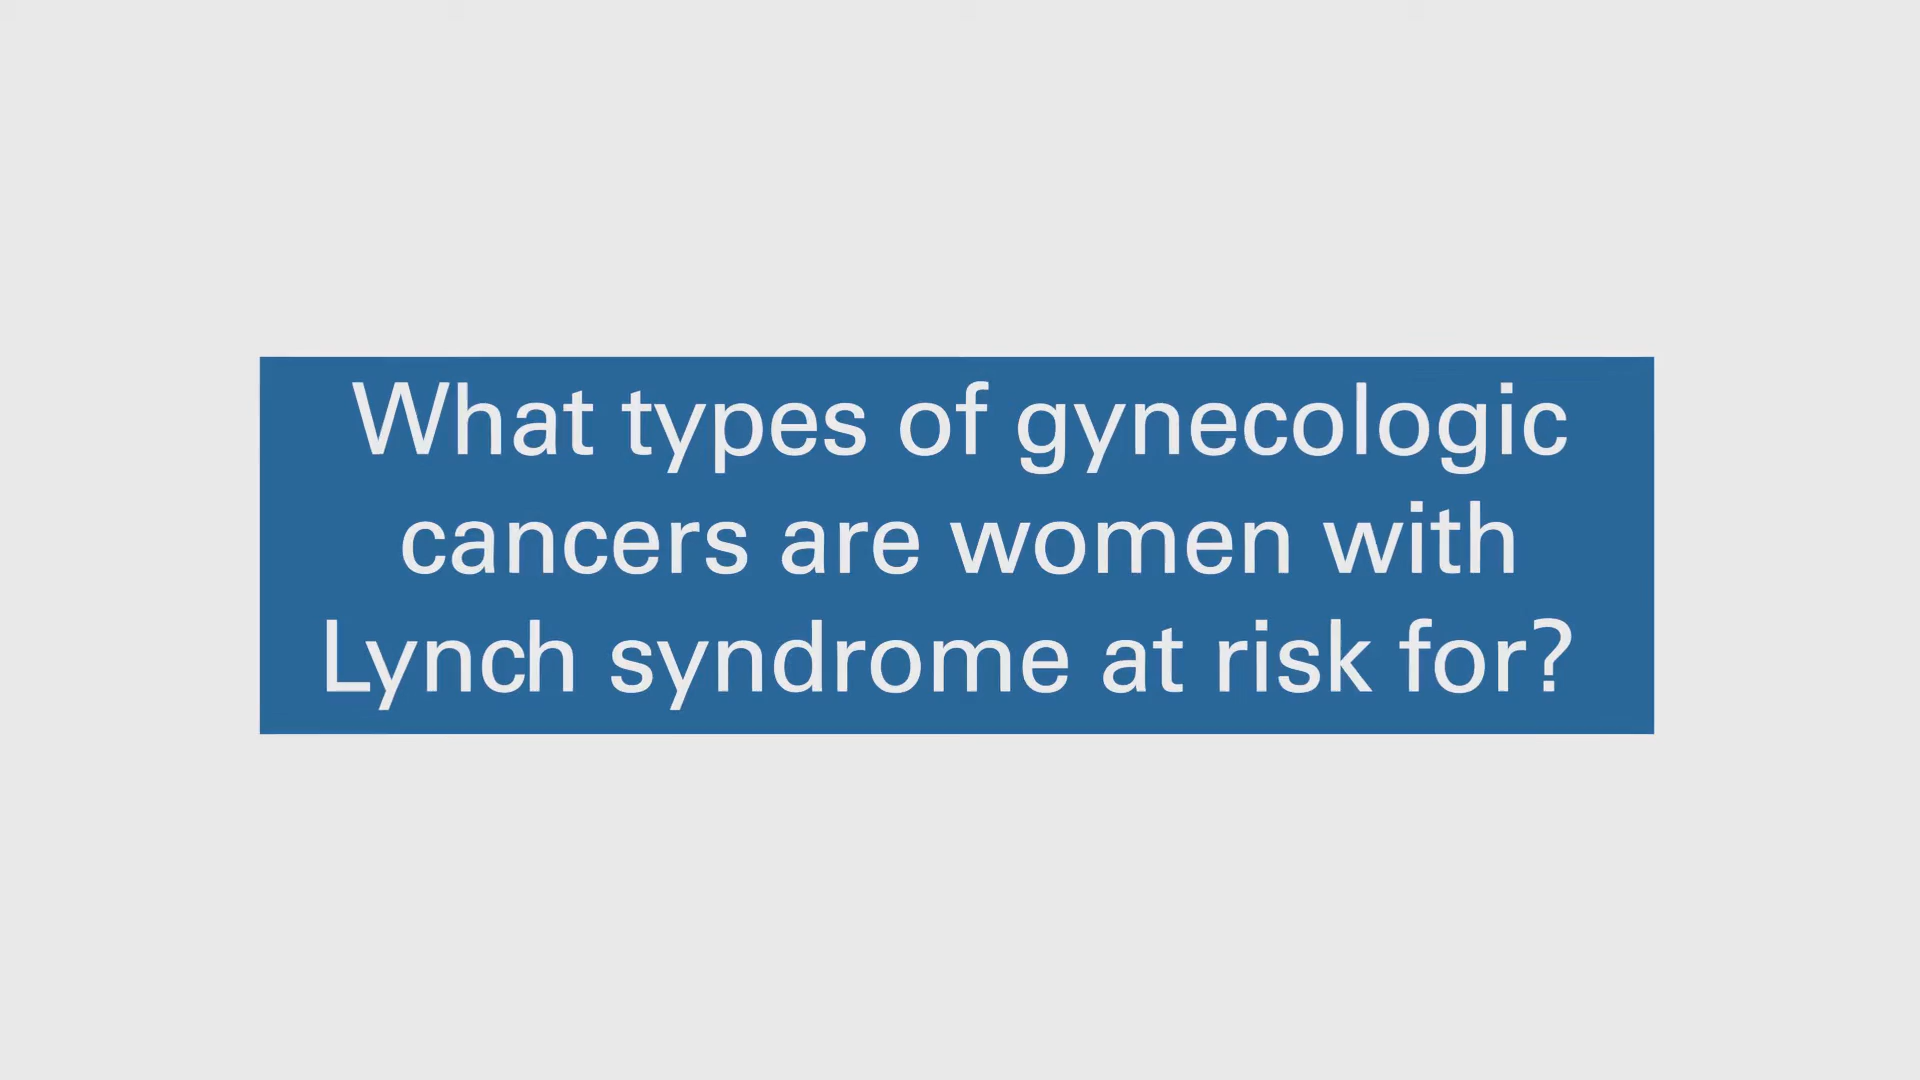 What types of gynecologic
cancers are women with
Lynch syndrome at risk for?